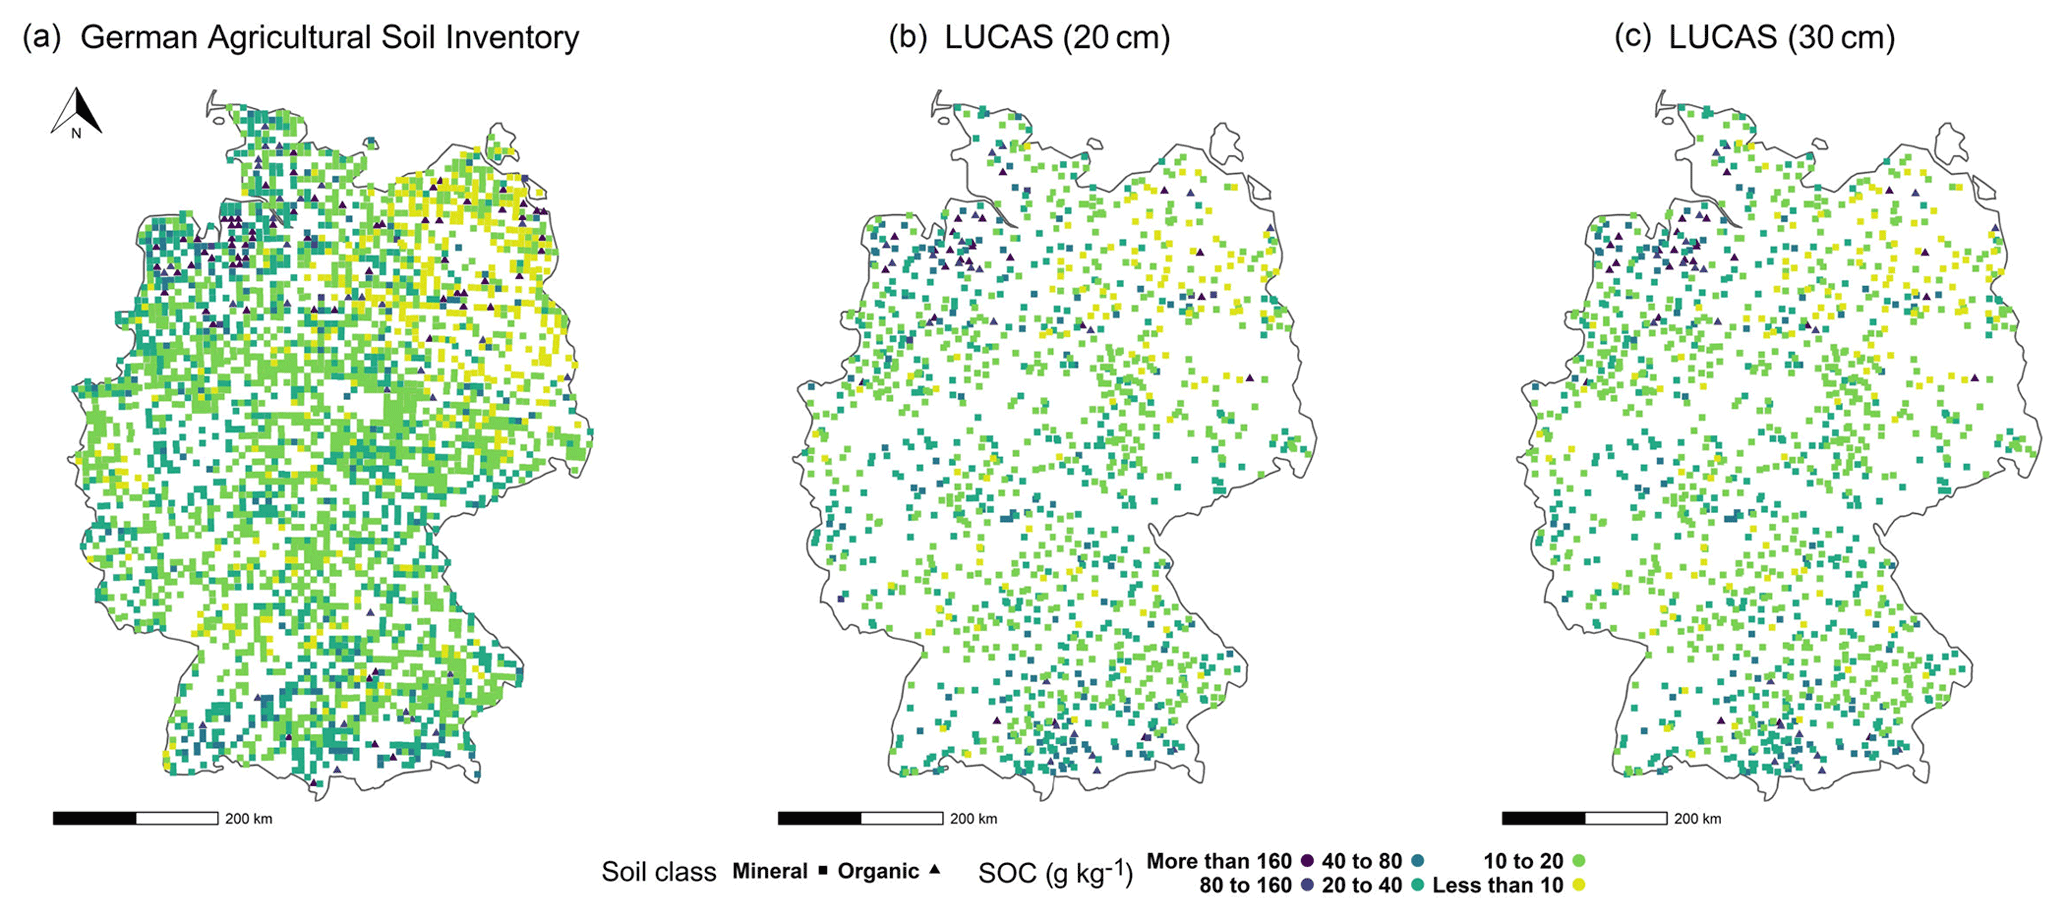 (a) German Agricultural Soil Inventory
(b) LUCAS (20 cm)
(c) LUCAS (30 cm)
N
200 km
200 km
200 km
Soil class Mineral ■ Organic ▲ SOC (g kg-1)
More than 160 40 to 80 10 to 20
80 to 160 20 to 40 Less than 10